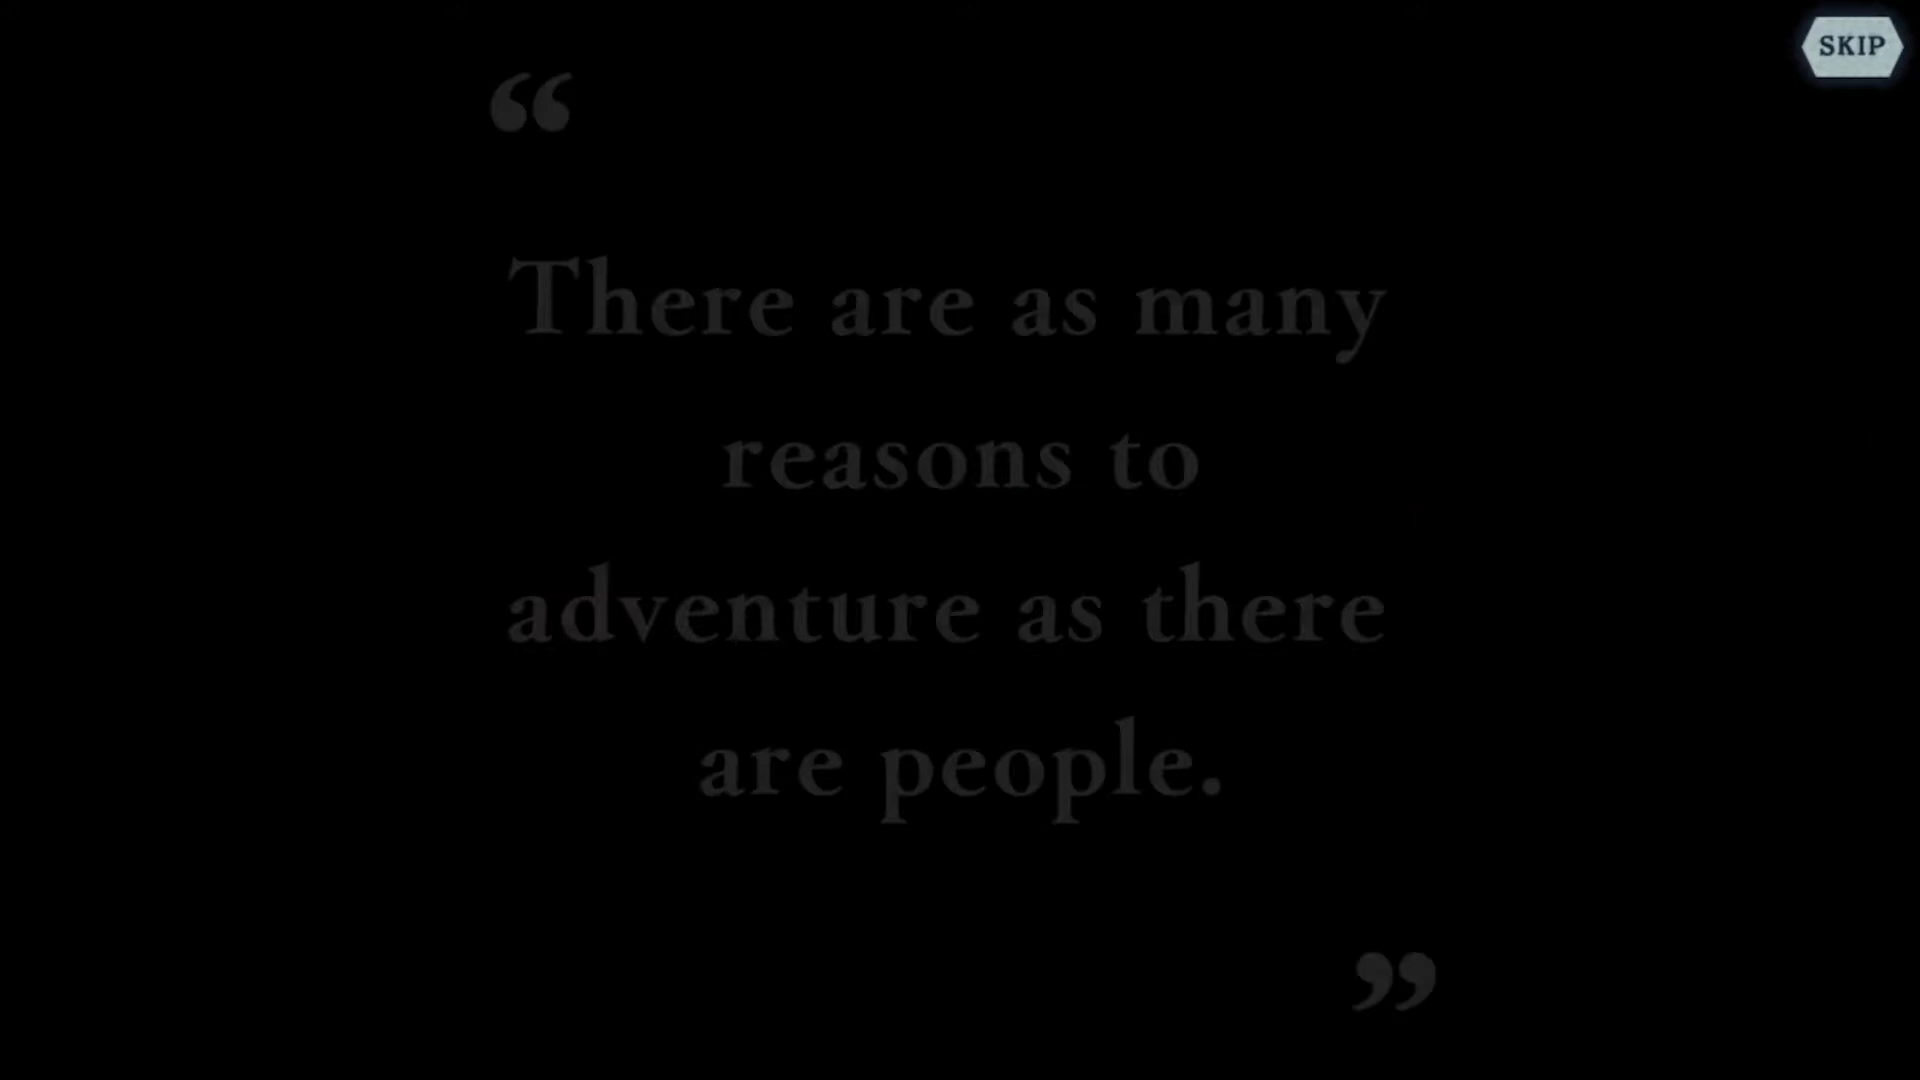 SKIP
“
There are as many
reasons to
adventure as there
are people.
”